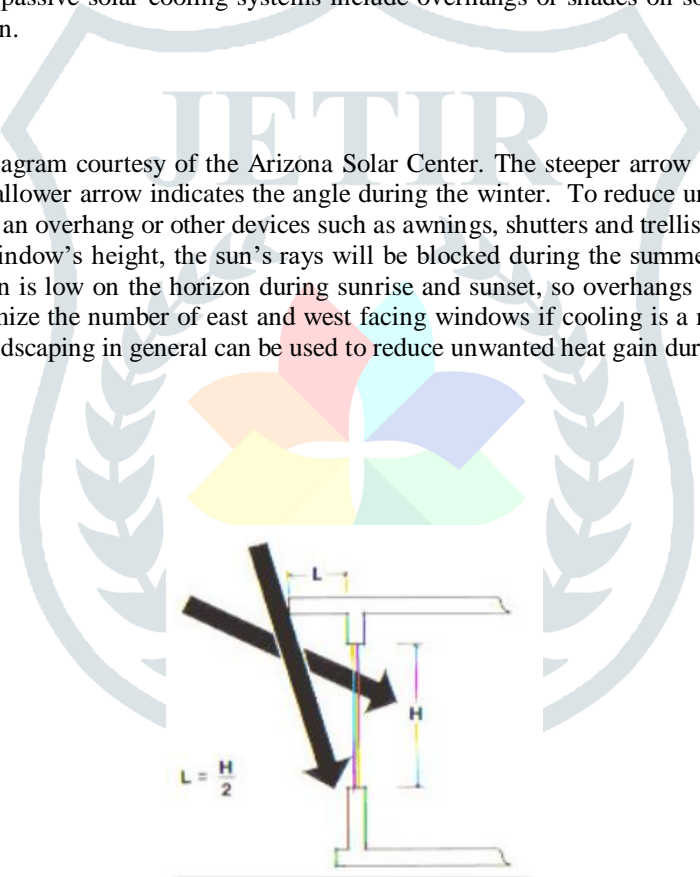 passive solar cooling systems include overhangs or shades on so
n.
JETIR
agram courtesy of the Arizona Solar Center. The steeper arrow
allower arrow indicates the angle during the winter. To reduce un
an overhang or other devices such as awnings, shutters and trellis
indow's height, the sun's rays will be blocked during the summe
n is low on the horizon during sunrise and sunset, so overhangs
nize the number of east and west facing windows if cooling is a
dscaping in general can be used to reduce unwanted heat gain dur
L
H
L = H/2